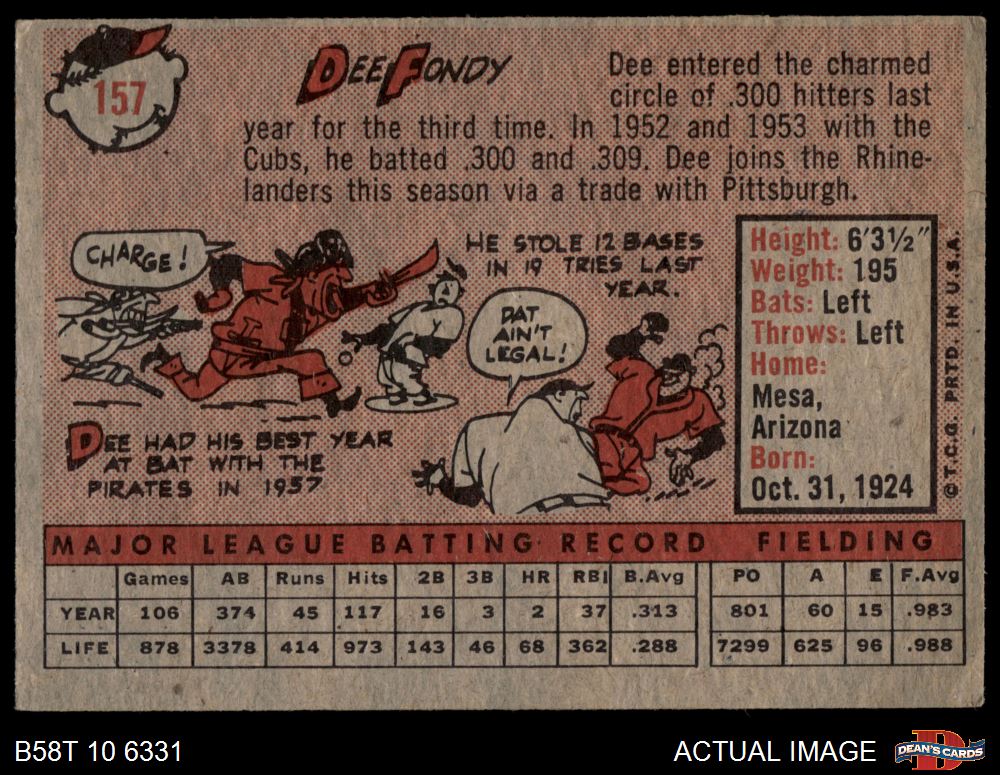 157
DEE FONDY
Dee entered the charmed
circle of .300 hitters last
year for the third time. In 1952 and 1953 with the
Cubs, he batted .300 and .309. Dee joins the Rhine-
landers this season via a trade with Pittsburgh.
CHARGE!
HE STOLE 12 BASES
IN 19 TRIES LAST
YEAR.
DAT
AIN'T
LEGAL!
DEE HAD HIS BEST YEAR
AT BAT WITH THE
PIRATES IN 1957
Height: 6'3½"
Weight: 195
Bats: Left
Throws: Left
Home:
Mesa,
Arizona
Born:
Oct. 31, 1924
© T.C.G. PRTD. IN U.S.A.
MAJOR LEAGUE BATTING RECORD FIELDING
Games AB Runs Hits 2B 3B HR RBI B.Avg PO A E F.Avg
YEAR 106 374 45 117 16 3 2 37 .313 801 60 15 .983
LIFE 878 3378 414 973 143 46 68 362 .288 7299 625 96 .988
B58T 10 6331
ACTUAL IMAGE
D
DEAN'S CARDS